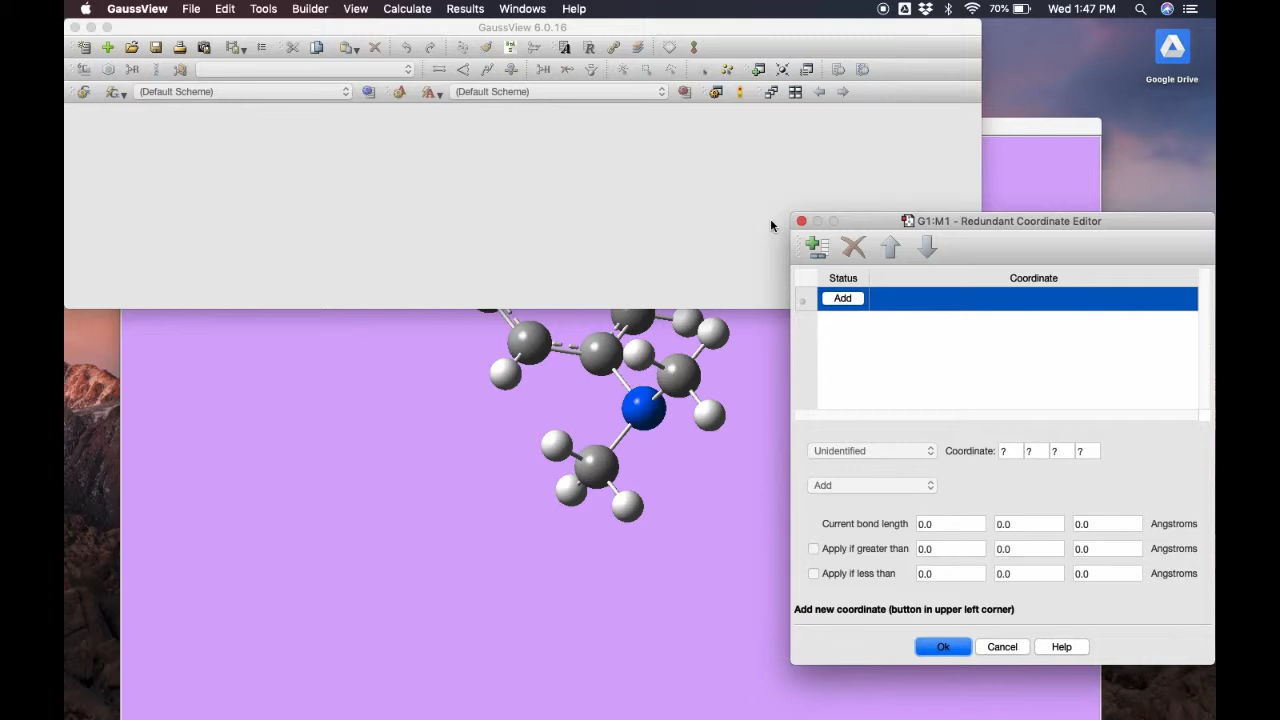 GaussView File Edit Tools Builder View Calculate Results Windows Help 70% Wed 1:47 PM
GaussView 6.0.16
Google Drive
(Default Scheme) (Default Scheme)
G1:M1 - Redundant Coordinate Editor
Status Coordinate
Add
Unidentified Coordinate: ? ? ? ?
Add
Current bond length 0.0 0.0 0.0 Angstroms
Apply if greater than 0.0 0.0 0.0 Angstroms
Apply if less than 0.0 0.0 0.0 Angstroms
Add new coordinate (button in upper left corner)
Ok Cancel Help